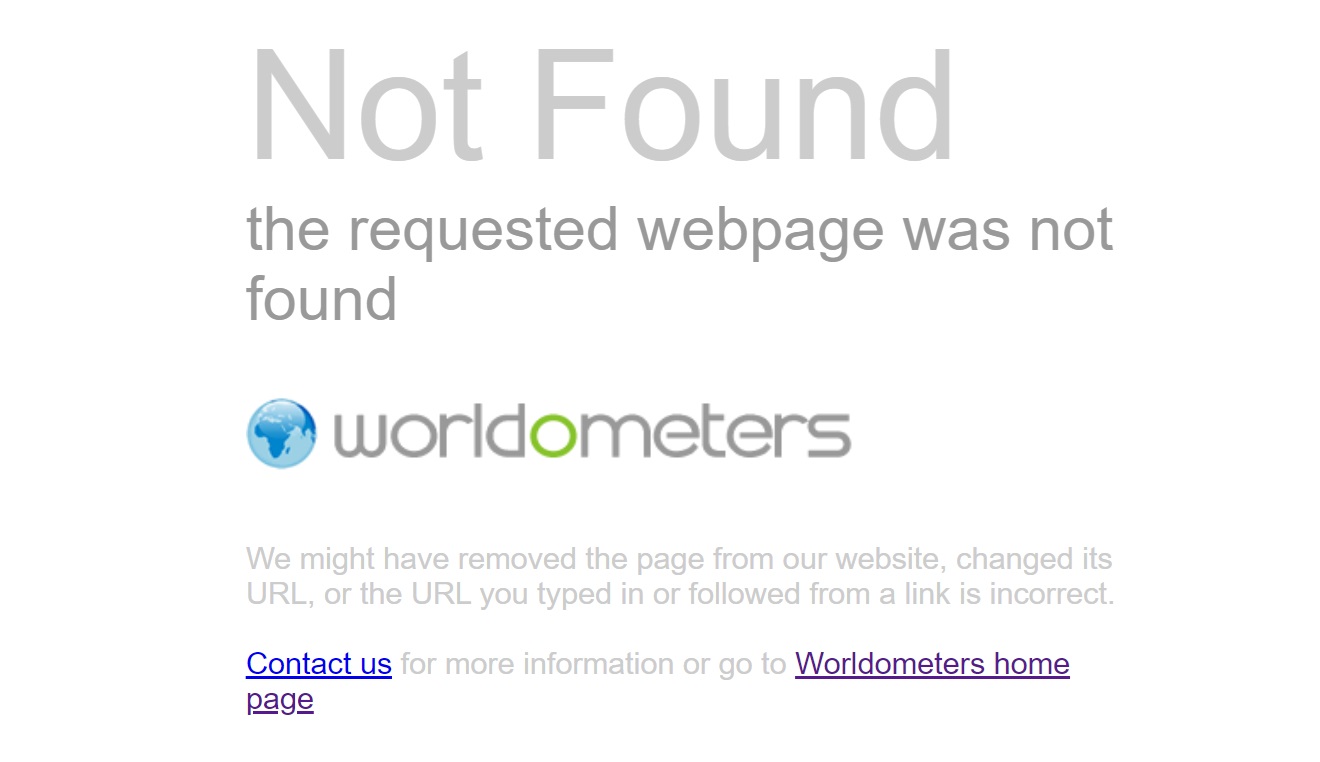 Not Found
the requested webpage was not
found
worldometers
We might have removed the page from our website, changed its
URL, or the URL you typed in or followed from a link is incorrect.
Contact us for more information or go to Worldometers home
page